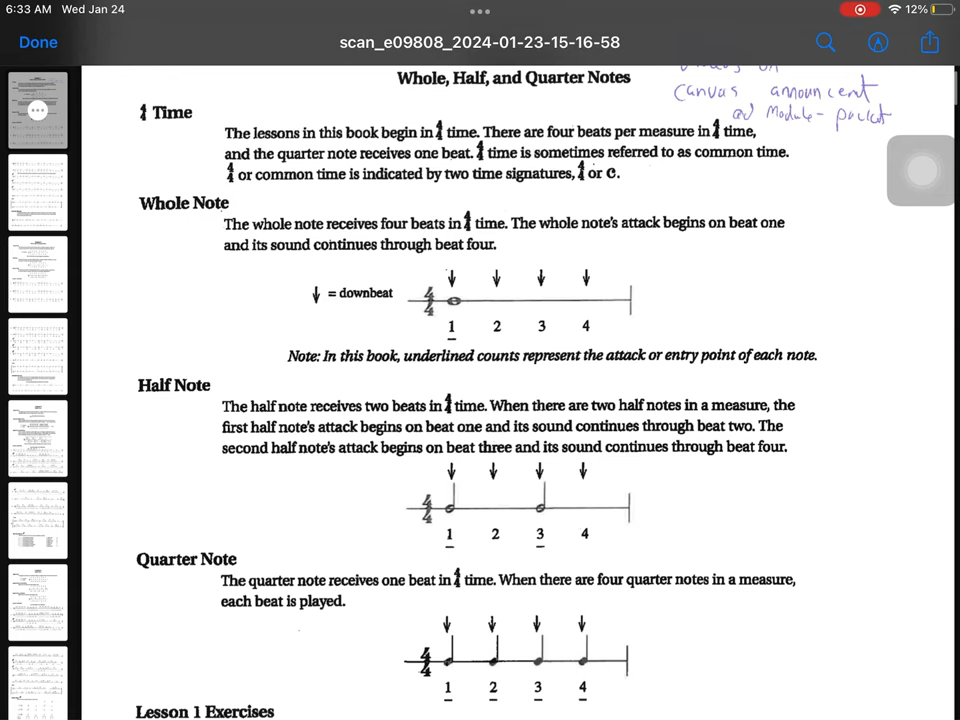 6:33 AM Wed Jan 24
12%
Done
scan_e09808_2024-01-23-15-16-58
Whole, Half, and Quarter Notes
Canvas announcent
Module - packet
4/4 Time
The lessons in this book begin in 4/4 time. There are four beats per measure in 4/4 time,
and the quarter note receives one beat. 4/4 time is sometimes referred to as common time.
4/4 or common time is indicated by two time signatures, 4/4 or C.
Whole Note
The whole note receives four beats in 4/4 time. The whole note's attack begins on beat one
and its sound continues through beat four.
↓ = downbeat
4/4
1 2 3 4
Note: In this book, underlined counts represent the attack or entry point of each note.
Half Note
The half note receives two beats in 4/4 time. When there are two half notes in a measure, the
first half note's attack begins on beat one and its sound continues through beat two. The
second half note's attack begins on beat three and its sound continues through beat four.
4/4
1 2 3 4
Quarter Note
The quarter note receives one beat in 4/4 time. When there are four quarter notes in a measure,
each beat is played.
4/4
1 2 3 4
Lesson 1 Exercises